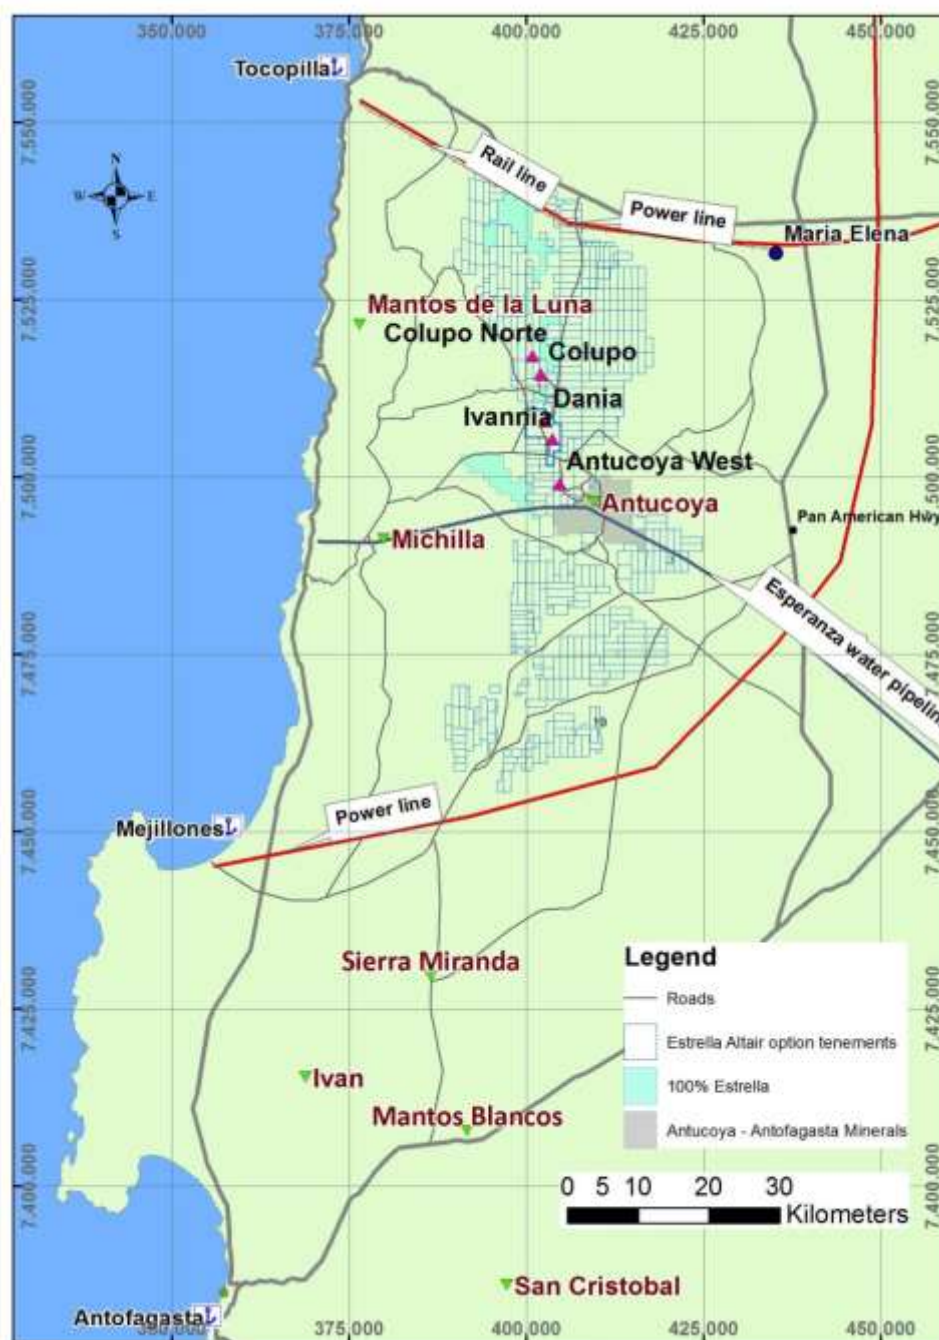 350.000
375.000
400.000
425.000
450.000
Tocopilla
7.550.000
7.550.000
N
W
E
S
Rail line
Power line
Maria Elena
7.525.000
7.525.000
Mantos de la Luna
Colupo Norte
Colupo
Dania
Ivannia
Antucoya West
7.500.000
7.500.000
Antucoya
Pan American Hwy
Michilla
Esperanza water pipelin
7.475.000
7.475.000
19
Power line
Mejillones
7.450.000
7.450.000
Sierra Miranda
Legend
Roads
Estrella Altair option tenements
100% Estrella
Antucoya - Antofagasta Minerals
7.425.000
7.425.000
Ivan
Mantos Blancos
7.400.000
7.400.000
0 5 10 20 30
Kilometers
San Cristobal
Antofagasta
350.000
375.000
400.000
425.000
450.000